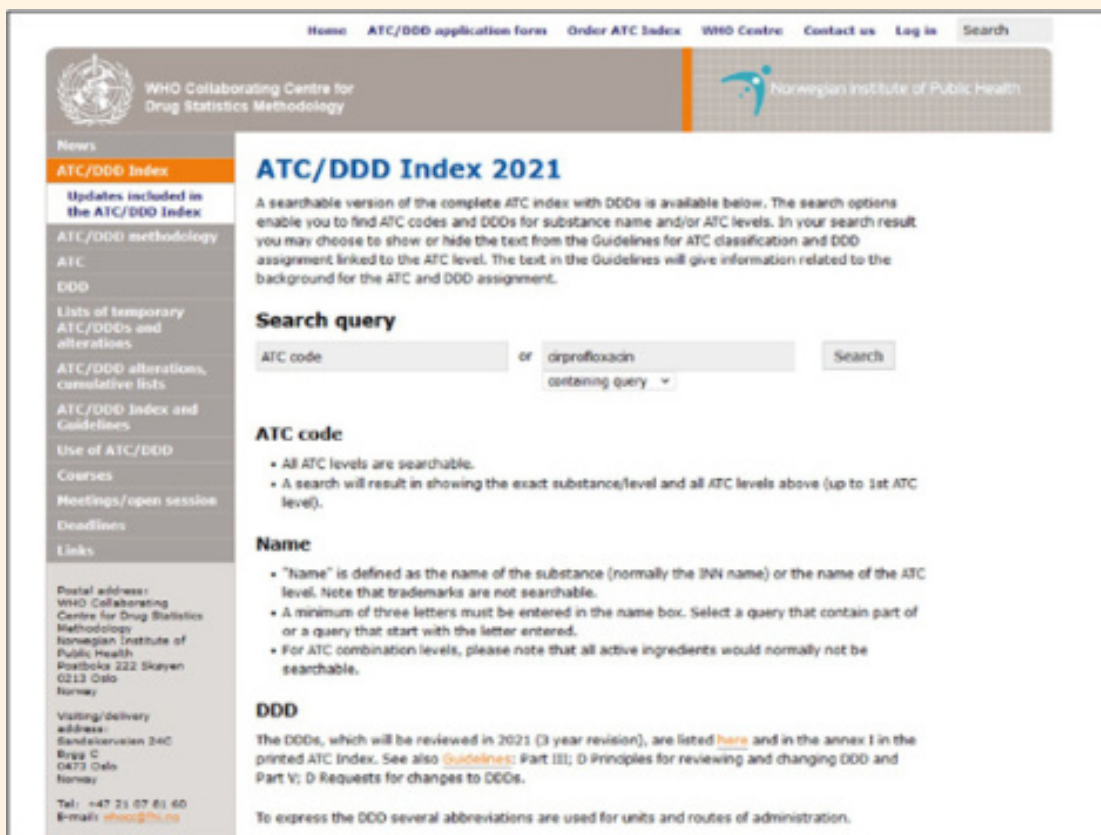 Home ATC/DDD application form Order ATC Index WHO Centre Contact us Log in Search
WHO Collaborating Centre for
Drug Statistics Methodology
Norwegian Institute of Public Health
News
ATC/DDD Index
Updates included in
the ATC/DDD Index
ATC/DDD methodology
ATC
DDD
Lists of temporary
ATC/DDDs and
alterations
ATC/DDD alterations,
cumulative lists
ATC/DDD Index and
Guidelines
Use of ATC/DDD
Courses
Meetings/open session
Deadlines
Links
Postal address:
WHO Collaborating
Centre for Drug Statistics
Methodology
Norwegian Institute of
Public Health
Postboks 222 Skøyen
0213 Oslo
Norway
Visiting/delivery
address:
Sandakerveien 24C
Bygg C
0473 Oslo
Norway
Tel: +47 21 07 81 60
E-mail: whocc@fhi.no
ATC/DDD Index 2021
A searchable version of the complete ATC index with DDDs is available below. The search options
enable you to find ATC codes and DDDs for substance name and/or ATC levels. In your search result
you may choose to show or hide the text from the Guidelines for ATC classification and DDD
assignment linked to the ATC level. The text in the Guidelines will give information related to the
background for the ATC and DDD assignment.
Search query
ATC code or cirprofloxacin Search
containing query
ATC code
• All ATC levels are searchable.
• A search will result in showing the exact substance/level and all ATC levels above (up to 1st ATC
level).
Name
• "Name" is defined as the name of the substance (normally the INN name) or the name of the ATC
level. Note that trademarks are not searchable.
• A minimum of three letters must be entered in the name box. Select a query that contain part of
or a query that start with the letter entered.
• For ATC combination levels, please note that all active ingredients would normally not be
searchable.
DDD
The DDDs, which will be reviewed in 2021 (3 year revision), are listed here and in the annex I in the
printed ATC Index. See also Guidelines: Part III; D Principles for reviewing and changing DDD and
Part V; D Requests for changes to DDDs.
To express the DDD several abbreviations are used for units and routes of administration.